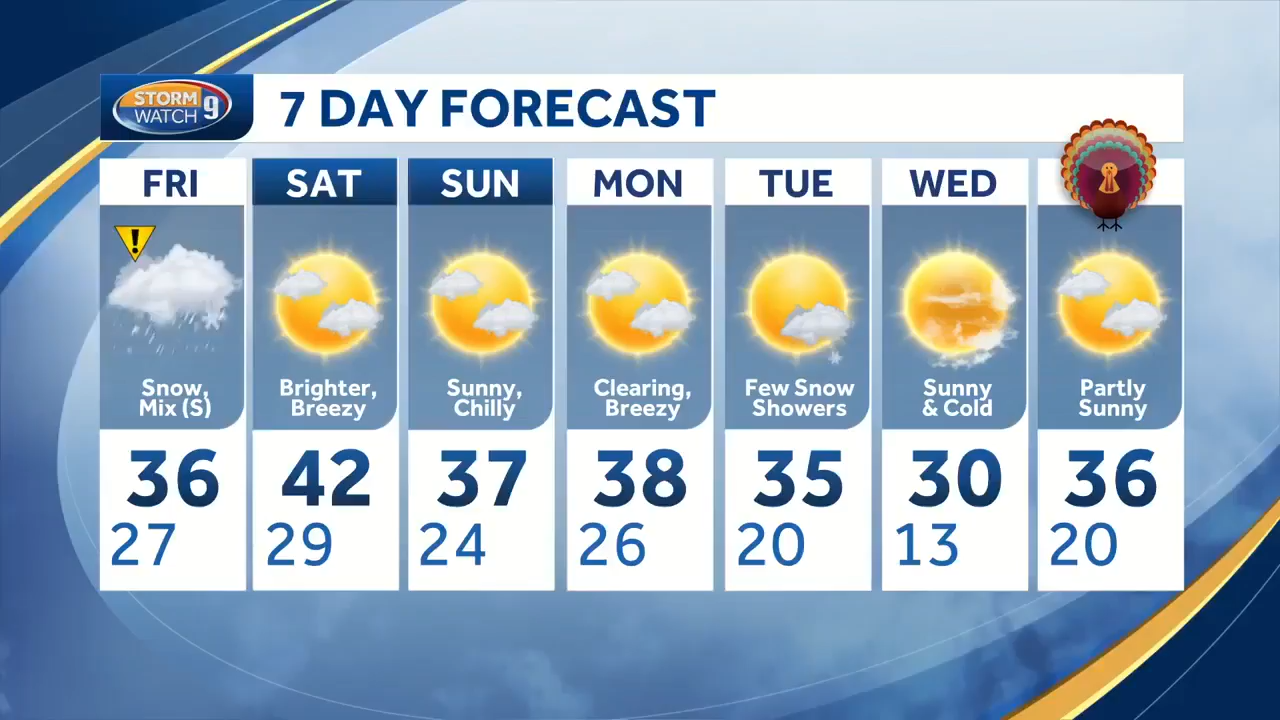 STORM
WATCH 9
7 DAY FORECAST
FRI
SAT
SUN
MON
TUE
WED
!
Snow,
Mix (S)
Brighter,
Breezy
Sunny,
Chilly
Clearing,
Breezy
Few Snow
Showers
Sunny
& Cold
Partly
Sunny
36
42
37
38
35
30
36
27
29
24
26
20
13
20